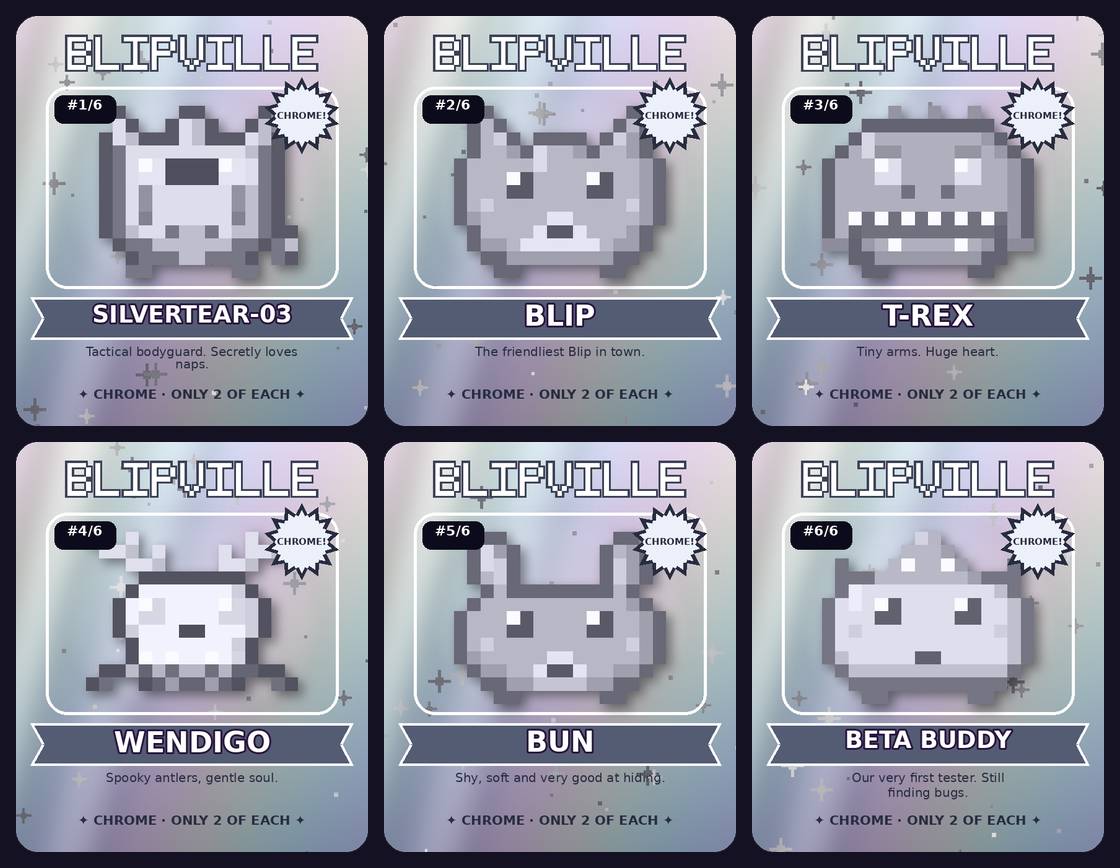 BLIPVILLE
#1/6
CHROME!
SILVERTEAR-03
Tactical bodyguard. Secretly loves
naps.
✦ CHROME · ONLY 2 OF EACH ✦
BLIPVILLE
#2/6
CHROME!
BLIP
The friendliest Blip in town.
✦ CHROME · ONLY 2 OF EACH ✦
BLIPVILLE
#3/6
CHROME!
T-REX
Tiny arms. Huge heart.
✦ CHROME · ONLY 2 OF EACH ✦
BLIPVILLE
#4/6
CHROME!
WENDIGO
Spooky antlers, gentle soul.
✦ CHROME · ONLY 2 OF EACH ✦
BLIPVILLE
#5/6
CHROME!
BUN
Shy, soft and very good at hiding.
✦ CHROME · ONLY 2 OF EACH ✦
BLIPVILLE
#6/6
CHROME!
BETA BUDDY
Our very first tester. Still
finding bugs.
✦ CHROME · ONLY 2 OF EACH ✦